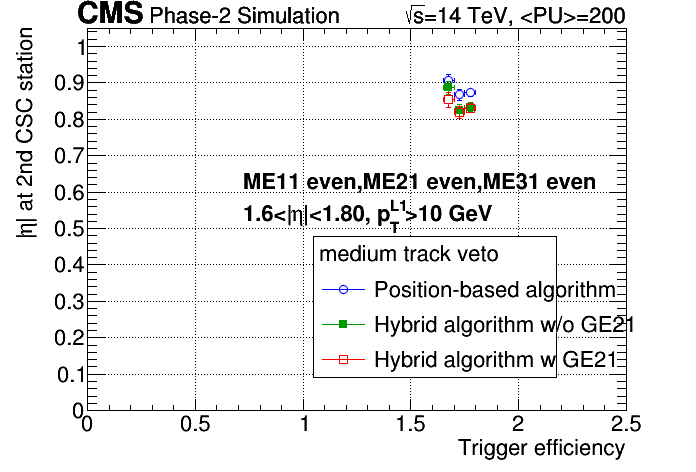 CMS Phase-2 Simulation √s=14 TeV, <PU>=200
|η| at 2nd CSC station
1
0.9
0.8
0.7
0.6
0.5
0.4
0.3
0.2
0.1
0
ME11 even,ME21 even,ME31 even
1.6<|η|<1.80, p_T^L1>10 GeV
medium track veto
Position-based algorithm
Hybrid algorithm w/o GE21
Hybrid algorithm w GE21
0 0.5 1 1.5 2 2.5
Trigger efficiency